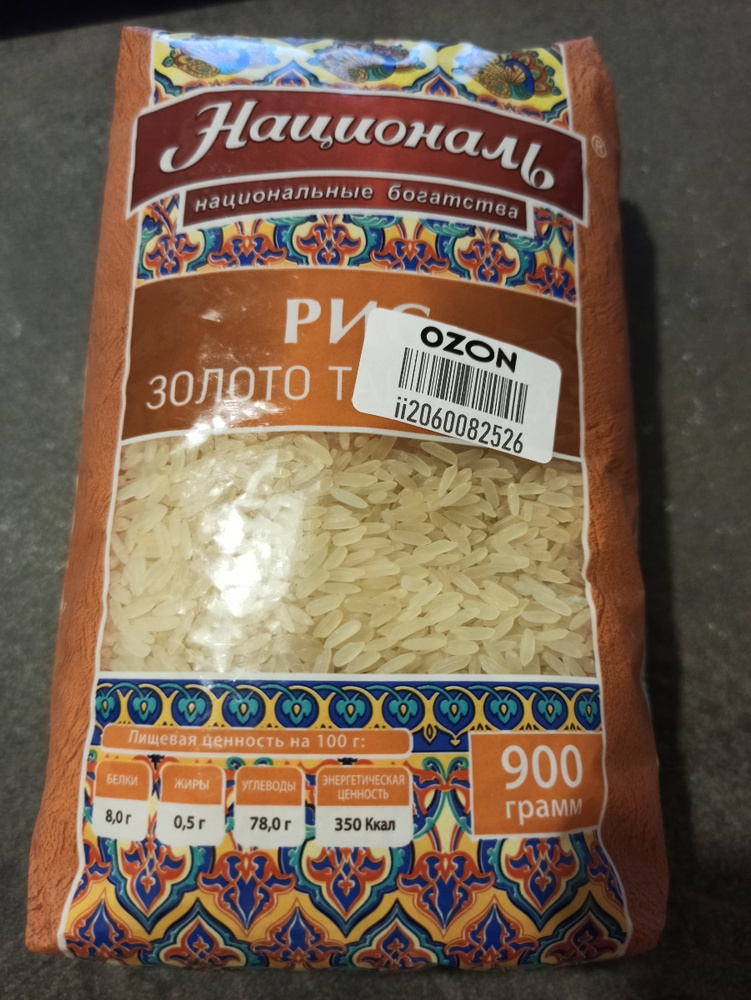 Националь
®
национальные богатства
ЗОЛОТО
OZON
ii2060082526
Пищевая ценность на 100 г:
БЕЛКИ
8,0 г
ЖИРЫ
0,5 г
УГЛЕВОДЫ
78,0 г
ЭНЕРГЕТИЧЕСКАЯ
ЦЕННОСТЬ
350 Ккал
900
грамм